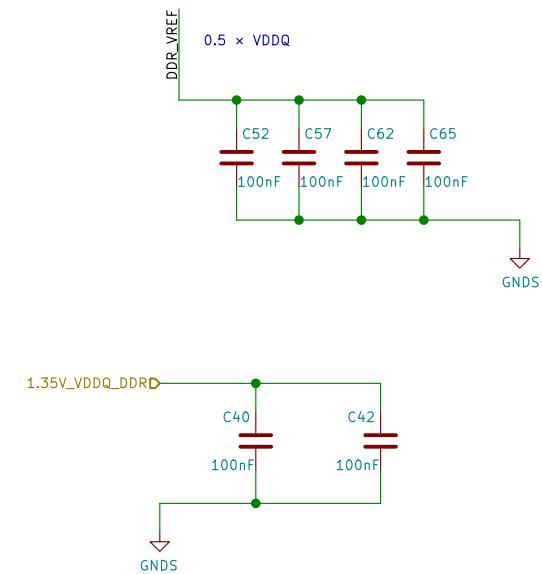 DDR_VREF
0.5 × VDDQ
C52 C57 C62 C65
100nF 100nF 100nF 100nF
GNDS
1.35V_VDDQ_DDR
C40 C42
100nF 100nF
GNDS